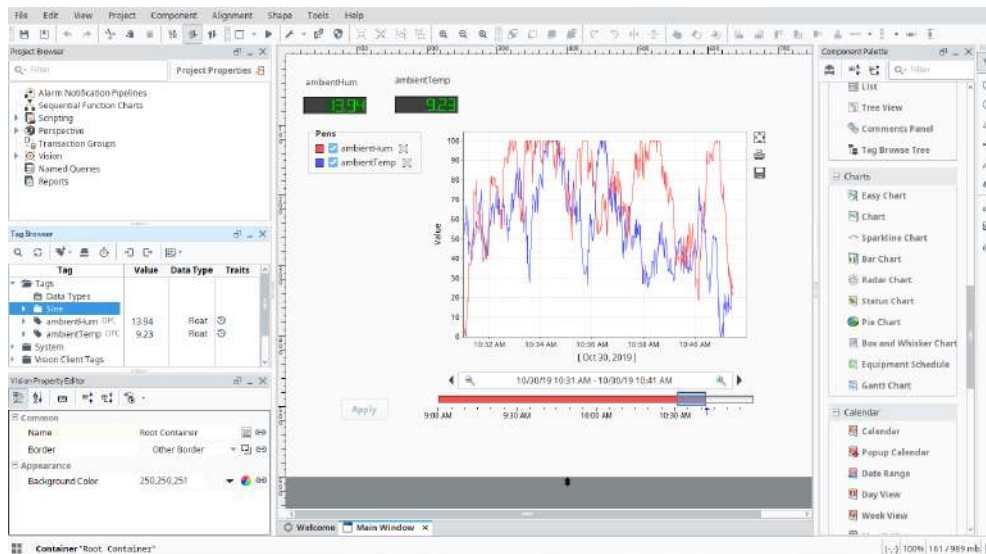 File Edit View Project Component Alignment Shape Tools Help
Project Browser
Filter
Project Properties
Alarm Notification Pipelines
Sequential Function Charts
Scripting
Perspective
Transaction Groups
Vision
Named Queries
Reports
Tag Browser
Tag Value Data Type Traits
Tags
Data Types
Sine
ambientHum OPC 13.94 Float
ambientTemp OPC 9.23 Float
System
Vision Client Tags
Vision Property Editor
Common
Name Root Container
Border Other Border
Appearance
Background Color 250,250,251
ambientHum
ambientTemp
13.94
9.23
Pens
ambientHum
ambientTemp
Value
100
90
80
70
60
50
40
30
20
10
0
10:32 AM 10:34 AM 10:36 AM 10:38 AM 10:40 AM
[ Oct 30, 2019 ]
10/30/19 10:31 AM - 10/30/19 10:41 AM
Apply
9:00 AM 9:30 AM 10:00 AM 10:30 AM
Welcome Main Window
Component Palette
Filter
List
Tree View
Comments Panel
Tag Browse Tree
Charts
Easy Chart
Chart
Sparkline Chart
Bar Chart
Radar Chart
Status Chart
Pie Chart
Box and Whisker Chart
Equipment Schedule
Gantt Chart
Calendar
Calendar
Popup Calendar
Date Range
Day View
Week View
Container "Root Container"
100% 161 / 989 mb